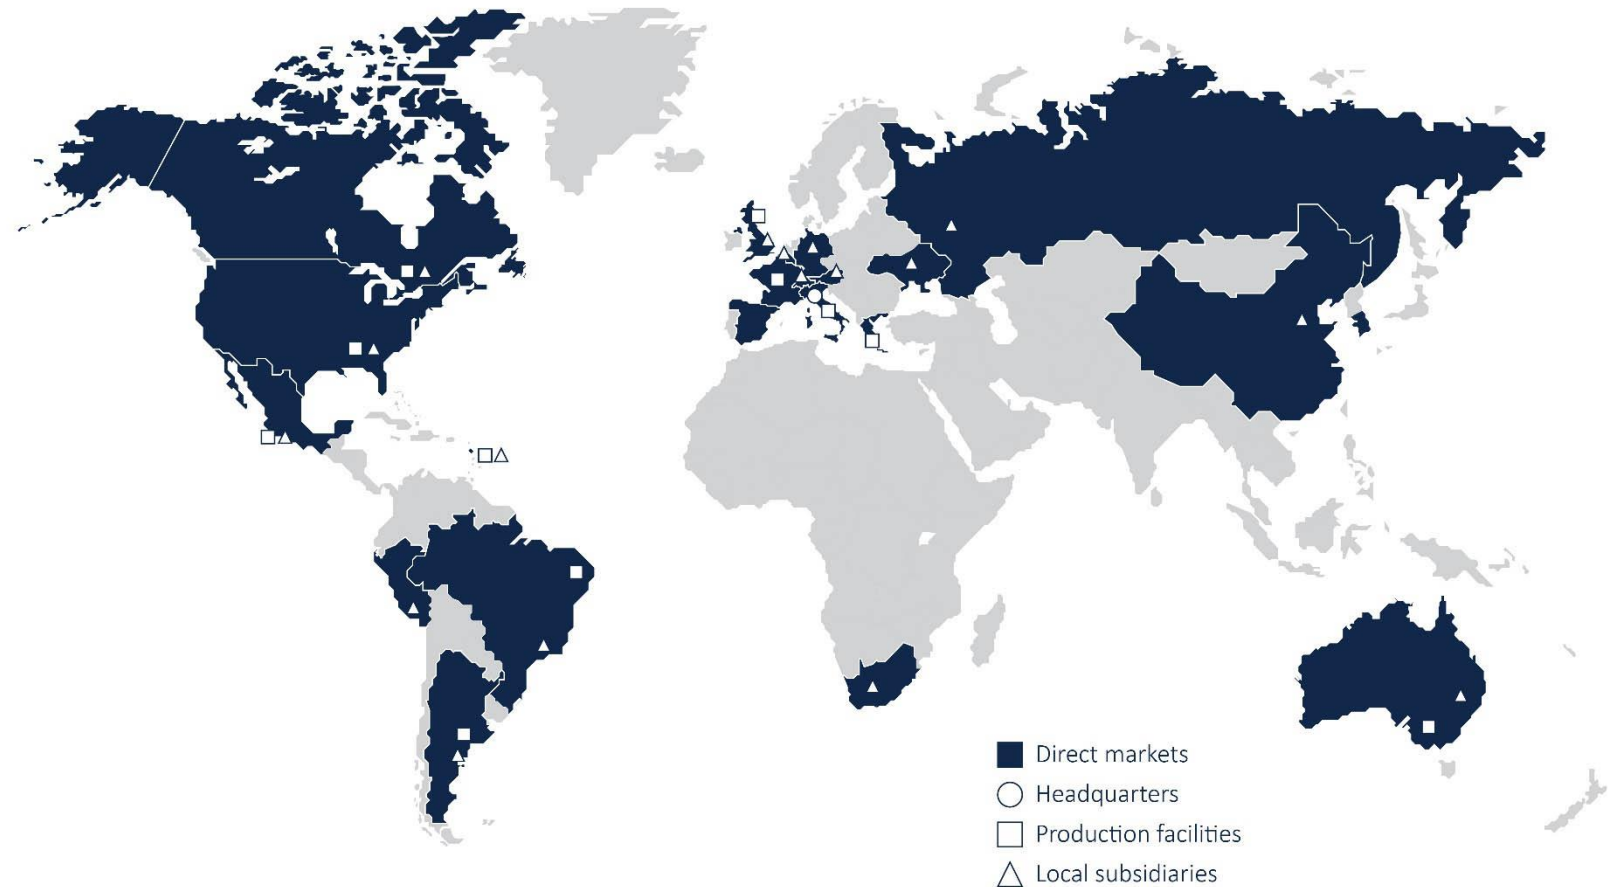 Direct markets
Headquarters
Production facilities
Local subsidiaries